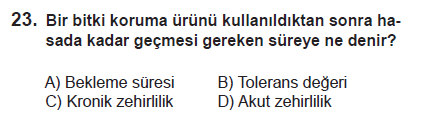 23. Bir bitki koruma ürünü kullanıldıktan sonra ha-
sada kadar geçmesi gereken süreye ne denir?
A) Bekleme süresi B) Tolerans değeri
C) Kronik zehirlilik D) Akut zehirlilik